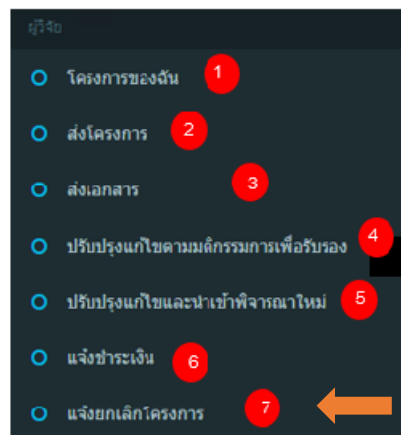 ผู้วิจัย
โครงการของฉัน 1
ส่งโครงการ 2
ส่งเอกสาร 3
ปรับปรุงแก้ไขตามมติกรรมการเพื่อรับรอง 4
ปรับปรุงแก้ไขและนำเข้าพิจารณาใหม่ 5
แจ้งชำระเงิน 6
แจ้งยกเลิกโครงการ 7